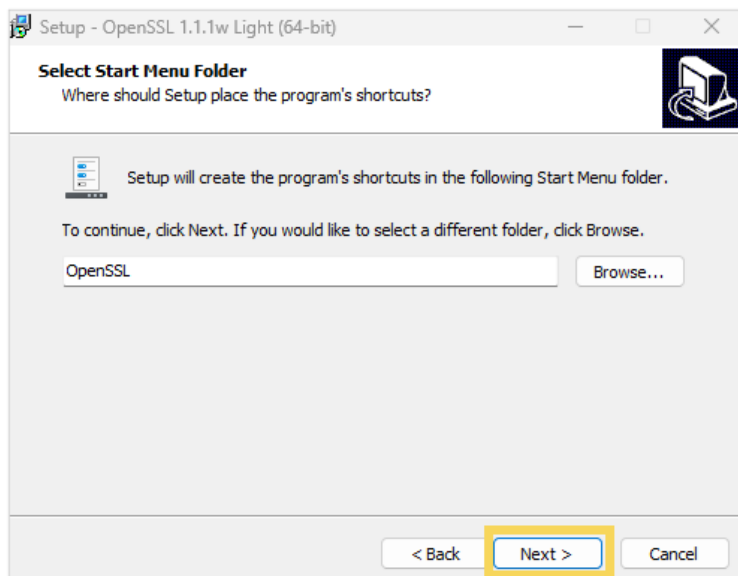 Setup - OpenSSL 1.1.1w Light (64-bit)
Select Start Menu Folder
Where should Setup place the program's shortcuts?
Setup will create the program's shortcuts in the following Start Menu folder.
To continue, click Next. If you would like to select a different folder, click Browse.
OpenSSL
Browse...
< Back
Next >
Cancel